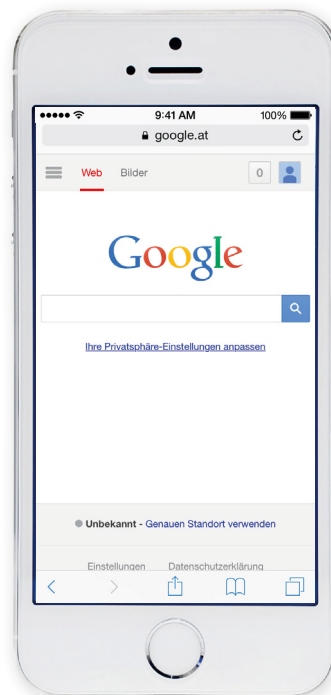 9:41 AM 100%
google.at
Web Bilder 0
Google
Ihre Privatsphäre-Einstellungen anpassen
Unbekannt - Genauen Standort verwenden
Einstellungen Datenschutzerklärung